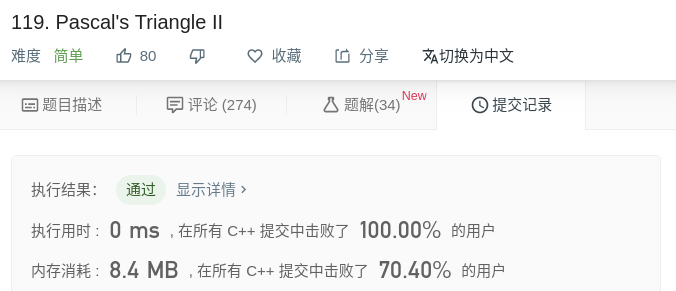 119. Pascal's Triangle II
难度 简单 80 收藏 分享 切换为中文
题目描述 评论 (274) 题解(34) New 提交记录
执行结果： 通过 显示详情 ›
执行用时 : 0 ms , 在所有 C++ 提交中击败了 100.00% 的用户
内存消耗 : 8.4 MB , 在所有 C++ 提交中击败了 70.40% 的用户